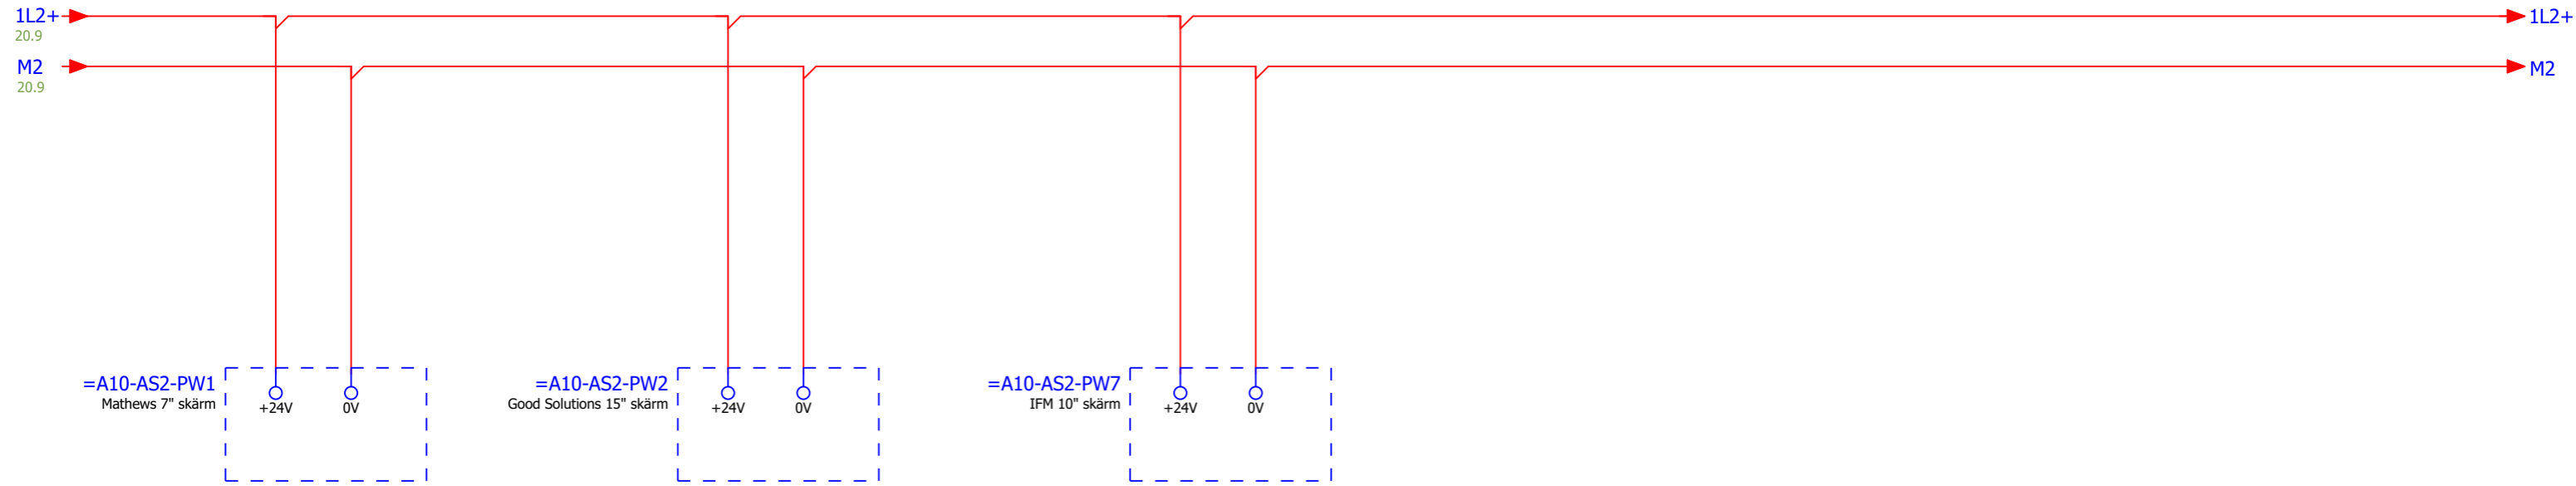 1L2+
1L2+
20.9
M2
M2
20.9
=A10-AS2-PW1
Mathews 7" skärm
+24V
0V
=A10-AS2-PW2
Good Solutions 15" skärm
+24V
0V
=A10-AS2-PW7
IFM 10" skärm
+24V
0V